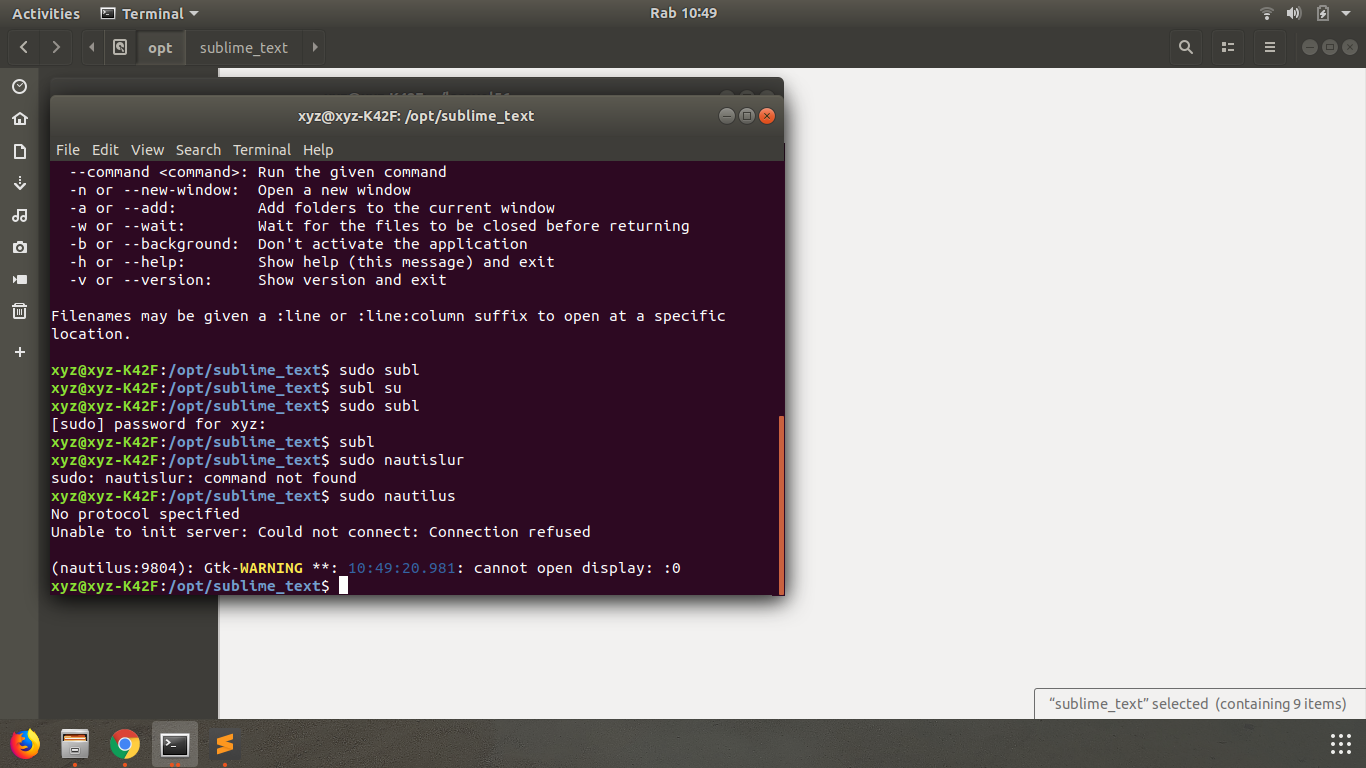 Activities Terminal Rab 10:49
opt sublime_text
xyz@xyz-K42F: /opt/sublime_text
File Edit View Search Terminal Help
--command <command>: Run the given command
-n or --new-window: Open a new window
-a or --add: Add folders to the current window
-w or --wait: Wait for the files to be closed before returning
-b or --background: Don't activate the application
-h or --help: Show help (this message) and exit
-v or --version: Show version and exit
Filenames may be given a :line or :line:column suffix to open at a specific
location.
xyz@xyz-K42F:/opt/sublime_text$ sudo subl
xyz@xyz-K42F:/opt/sublime_text$ subl su
xyz@xyz-K42F:/opt/sublime_text$ sudo subl
[sudo] password for xyz:
xyz@xyz-K42F:/opt/sublime_text$ subl
xyz@xyz-K42F:/opt/sublime_text$ sudo nautislur
sudo: nautislur: command not found
xyz@xyz-K42F:/opt/sublime_text$ sudo nautilus
No protocol specified
Unable to init server: Could not connect: Connection refused
(nautilus:9804): Gtk-WARNING **: 10:49:20.981: cannot open display: :0
xyz@xyz-K42F:/opt/sublime_text$
“sublime_text” selected (containing 9 items)